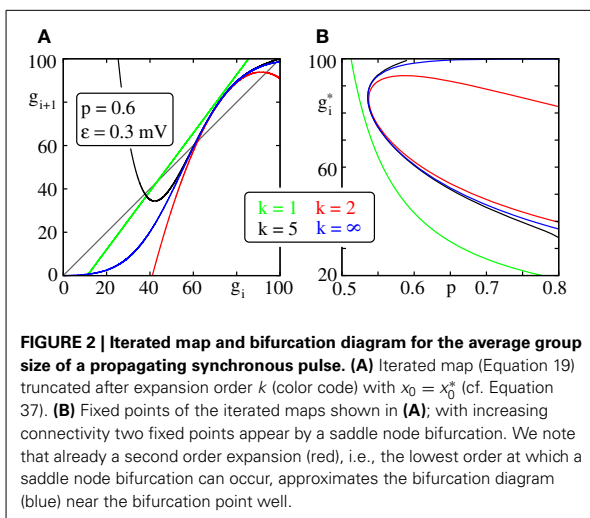 A
B
100
80
60
40
20
0
g_{i+1}
p = 0.6
ε = 0.3 mV
0 20 40 60 80 100
g_i
100
g_i^*
60
40
20
0.5 0.6 p 0.7 0.8
k = 1 k = 2
k = 5 k = ∞
FIGURE 2 | Iterated map and bifurcation diagram for the average group
size of a propagating synchronous pulse. (A) Iterated map (Equation 19)
truncated after expansion order k (color code) with x_0 = x_0^* (cf. Equation
37). (B) Fixed points of the iterated maps shown in (A); with increasing
connectivity two fixed points appear by a saddle node bifurcation. We note
that already a second order expansion (red), i.e., the lowest order at which a
saddle node bifurcation can occur, approximates the bifurcation diagram
(blue) near the bifurcation point well.